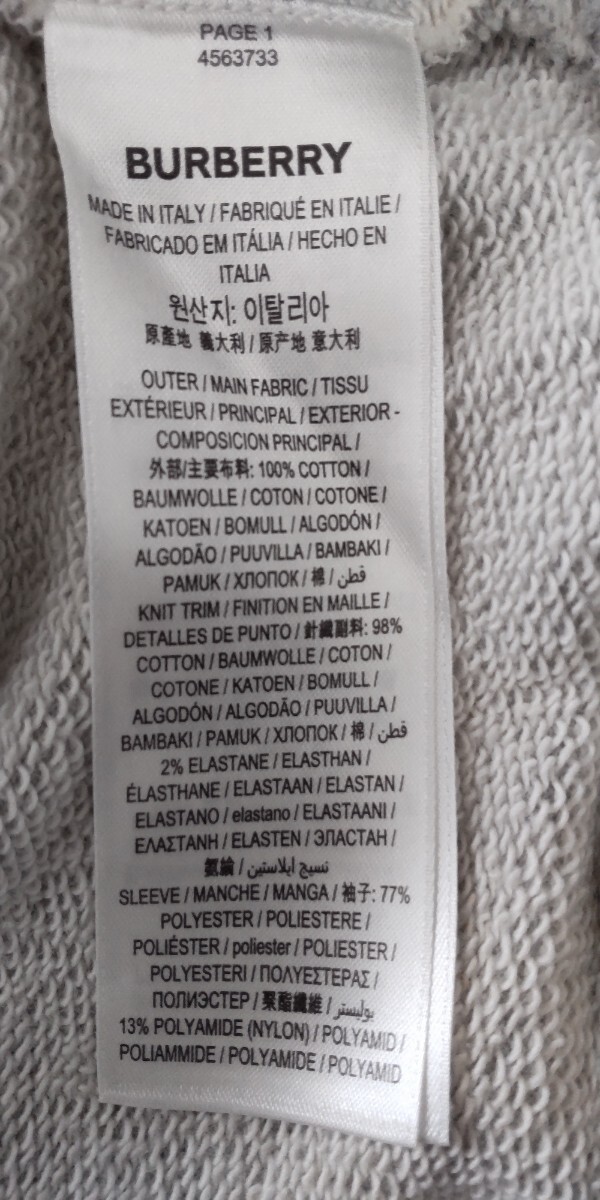 PAGE 1
4563733
BURBERRY
MADE IN ITALY / FABRIQUÉ EN ITALIE /
FABRICADO EM ITÁLIA / HECHO EN
ITALIA
원산지: 이탈리아
原產地 義大利 / 原产地 意大利
OUTER / MAIN FABRIC / TISSU
EXTÉRIEUR / PRINCIPAL / EXTERIOR -
COMPOSICION PRINCIPAL /
外部/主要布料: 100% COTTON /
BAUMWOLLE / COTON / COTONE /
KATOEN / BOMULL / ALGODÓN /
ALGODÃO / PUUVILLA / BAMBAKI /
PAMUK / ХЛОПОК / 棉 / قطن
KNIT TRIM / FINITION EN MAILLE /
DETALLES DE PUNTO / 針織副料: 98%
COTTON / BAUMWOLLE / COTON /
COTONE / KATOEN / BOMULL /
ALGODÓN / ALGODÃO / PUUVILLA /
BAMBAKI / PAMUK / ХЛОПОК / 棉 / قطن
2% ELASTANE / ELASTHAN /
ÉLASTHANE / ELASTAAN / ELASTAN /
ELASTANO / elastano / ELASTAANI /
ΕΛΑΣΤΑΝΗ / ELASTEN / ЭЛАСТАН /
氨綸 / نسيج ايلاستين
SLEEVE / MANCHE / MANGA / 袖子: 77%
POLYESTER / POLIESTERE /
POLIÉSTER / poliester / POLIESTER /
POLYESTERI / ΠΟΛΥΕΣΤΕΡΑΣ /
ПОЛИЭСТЕР / 聚酯纖維 / بوليستر
13% POLYAMIDE (NYLON) / POLYAMID /
POLIAMMIDE / POLYAMIDE / POLYAMID